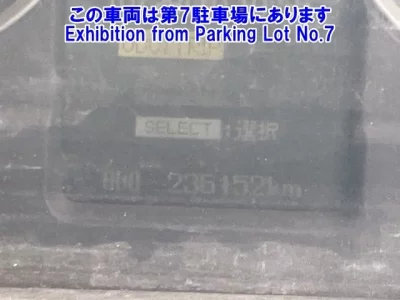 この車両は第7駐車場にあります
Exhibition from Parking Lot No.7
SELECT :選択
ODO 236152km